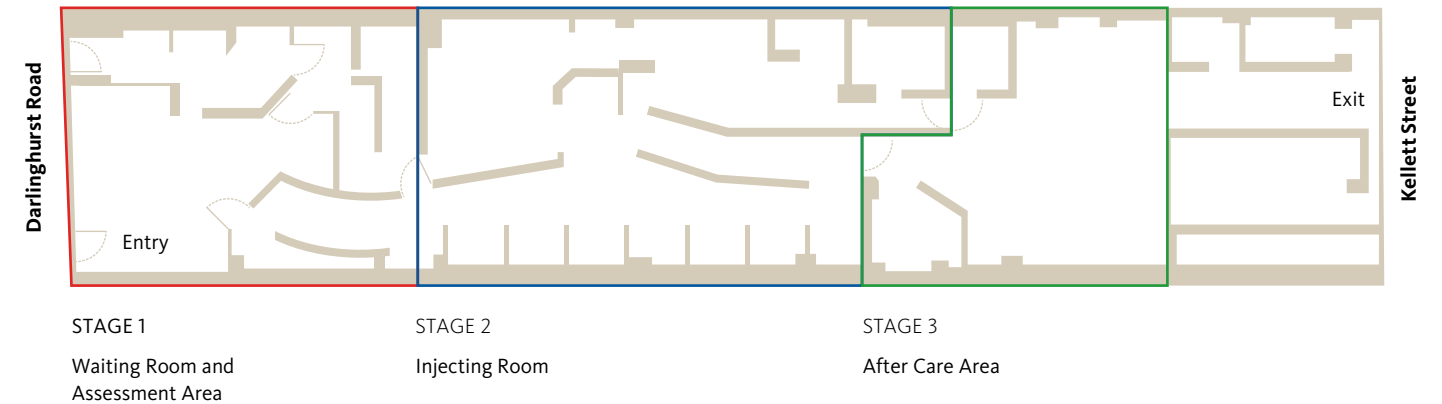 Darlinghurst Road
Entry
Exit
Kellett Street
STAGE 1
Waiting Room and
Assessment Area
STAGE 2
Injecting Room
STAGE 3
After Care Area